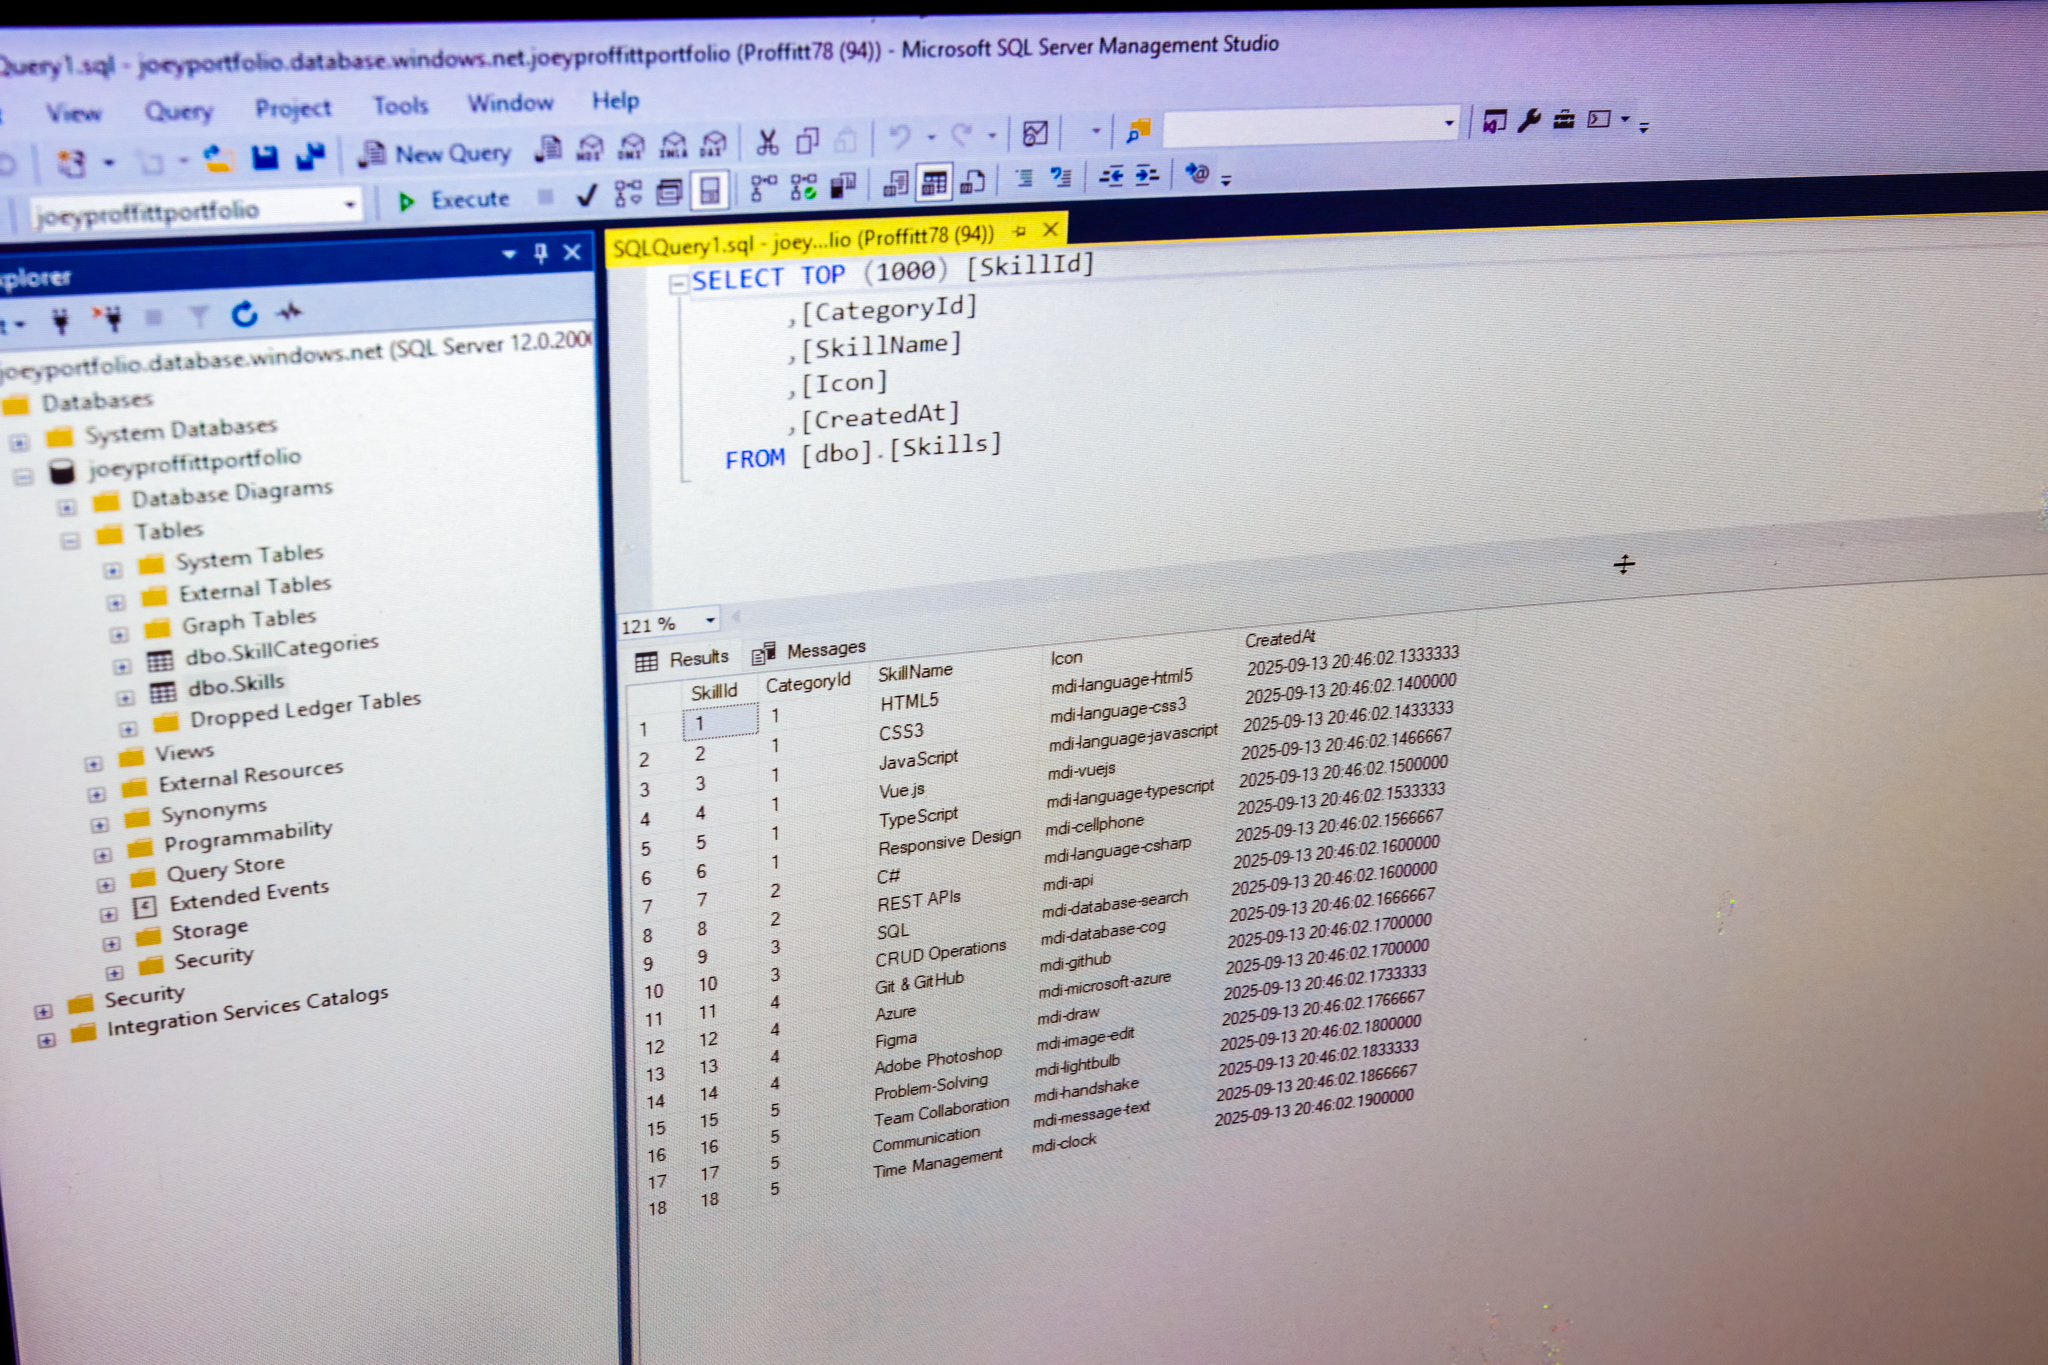 Query1.sql - joeyportfolio.database.windows.net.joeyproffittportfolio (Proffitt78 (94)) - Microsoft SQL Server Management Studio
View Query Project Tools Window Help
New Query
joeyproffittportfolio
Execute
plorer
joeyportfolio.database.windows.net (SQL Server 12.0.200
Databases
System Databases
joeyproffittportfolio
Database Diagrams
Tables
System Tables
External Tables
Graph Tables
dbo.SkillCategories
dbo.Skills
Dropped Ledger Tables
Views
External Resources
Synonyms
Programmability
Query Store
Extended Events
Storage
Security
Security
Integration Services Catalogs
SQLQuery1.sql - joey...lio (Proffitt78 (94))
SELECT TOP (1000) [SkillId]
,[CategoryId]
,[SkillName]
,[Icon]
,[CreatedAt]
FROM [dbo].[Skills]
121 %
Results Messages
SkillId CategoryId SkillName Icon CreatedAt
1 1 1 HTML5 mdi-language-html5 2025-09-13 20:46:02.1333333
2 2 1 CSS3 mdi-language-css3 2025-09-13 20:46:02.1400000
3 3 1 JavaScript mdi-language-javascript 2025-09-13 20:46:02.1433333
4 4 1 Vue.js mdi-vuejs 2025-09-13 20:46:02.1466667
5 5 1 TypeScript mdi-language-typescript 2025-09-13 20:46:02.1500000
6 6 1 Responsive Design mdi-cellphone 2025-09-13 20:46:02.1533333
7 7 2 C# mdi-language-csharp 2025-09-13 20:46:02.1566667
8 8 2 REST APIs mdi-api 2025-09-13 20:46:02.1600000
9 9 3 SQL mdi-database-search 2025-09-13 20:46:02.1600000
10 10 3 CRUD Operations mdi-database-cog 2025-09-13 20:46:02.1666667
11 11 4 Git & GitHub mdi-github 2025-09-13 20:46:02.1700000
12 12 4 Azure mdi-microsoft-azure 2025-09-13 20:46:02.1700000
13 13 4 Figma mdi-draw 2025-09-13 20:46:02.1733333
14 14 4 Adobe Photoshop mdi-image-edit 2025-09-13 20:46:02.1766667
15 15 5 Problem-Solving mdi-lightbulb 2025-09-13 20:46:02.1800000
16 16 5 Team Collaboration mdi-handshake 2025-09-13 20:46:02.1833333
17 17 5 Communication mdi-message-text 2025-09-13 20:46:02.1866667
18 18 5 Time Management mdi-clock 2025-09-13 20:46:02.1900000